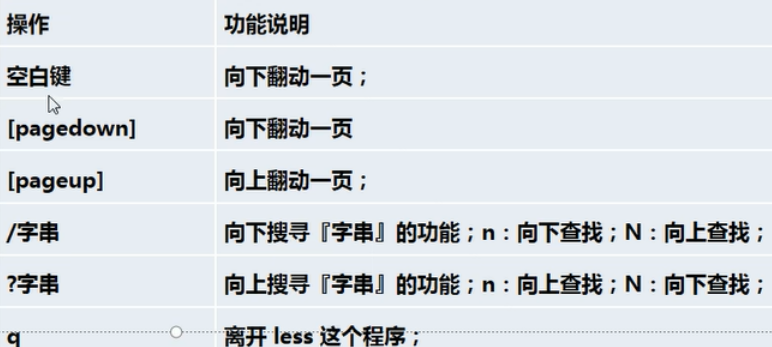 操作 功能说明
空白键 向下翻动一页；
[pagedown] 向下翻动一页
[pageup] 向上翻动一页；
/字串 向下搜寻『字串』的功能；n：向下查找；N：向上查找；
?字串 向上搜寻『字串』的功能；n：向上查找；N：向下查找；
q 离开 less 这个程序；